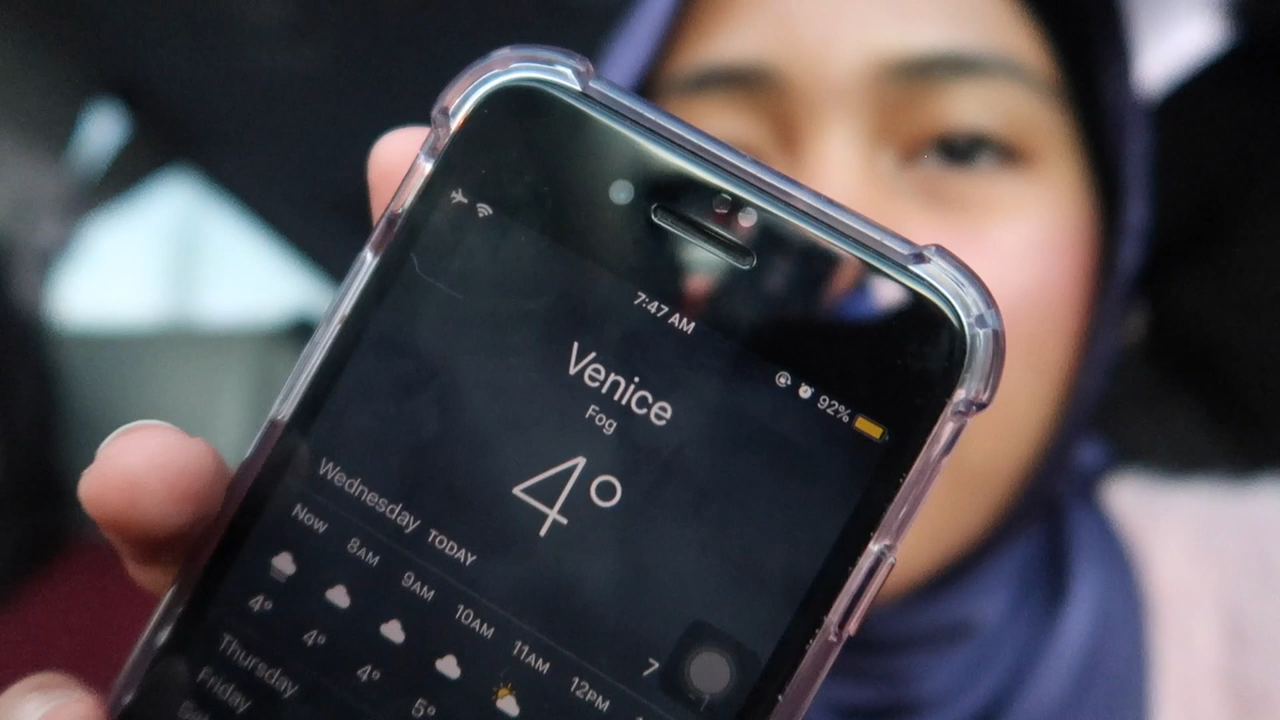 7:47 AM
92%
Venice
Fog
4°
Wednesday TODAY
7
Now 8AM 9AM 10AM 11AM 12PM
4° 4° 4° 5°
Thursday
Friday